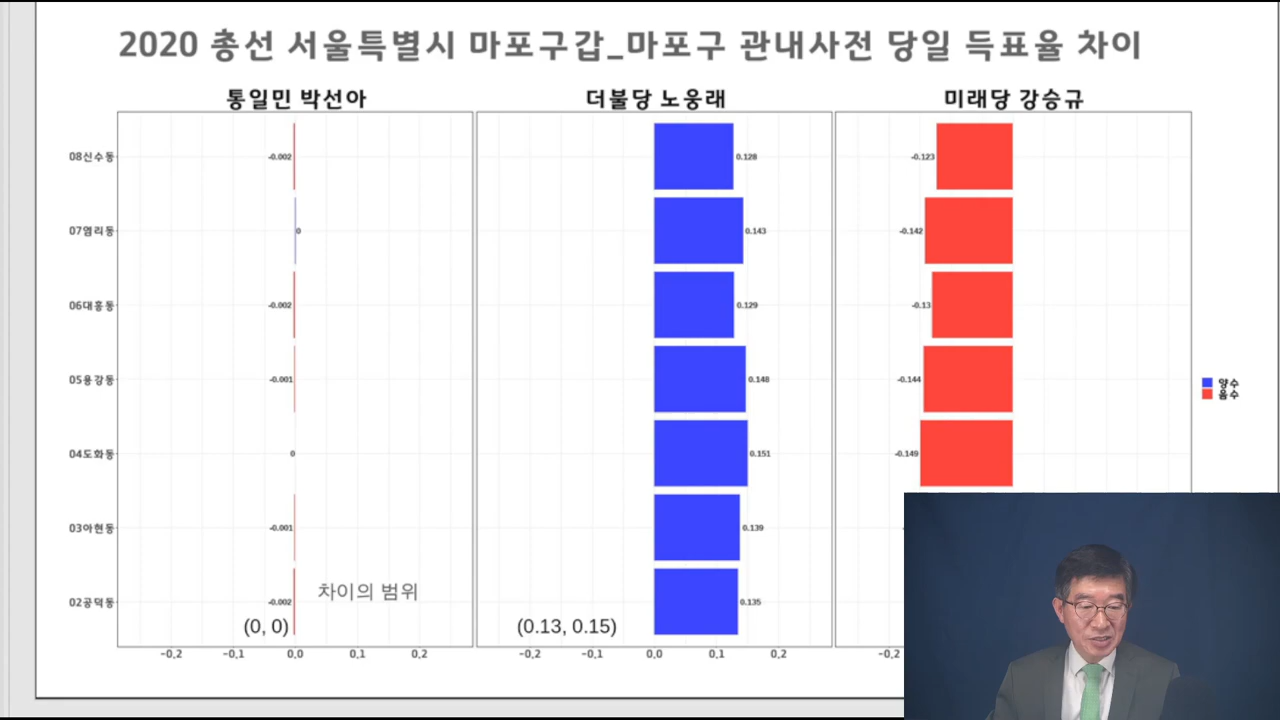 2020 총선 서울특별시 마포구갑_마포구 관내사전 당일 득표율 차이
통일민 박선아
더불당 노웅래
미래당 강승규
08신수동
-0.002
0.128
-0.123
07염리동
0
0.143
-0.142
06대흥동
-0.002
0.129
-0.13
05용강동
-0.001
0.148
-0.144
양수
음수
04도화동
0
0.151
-0.149
03아현동
-0.001
0.139
02공덕동
-0.002
차이의 범위
0.135
(0, 0)
(0.13, 0.15)
-0.2 -0.1 0.0 0.1 0.2
-0.2 -0.1 0.0 0.1 0.2
-0.2